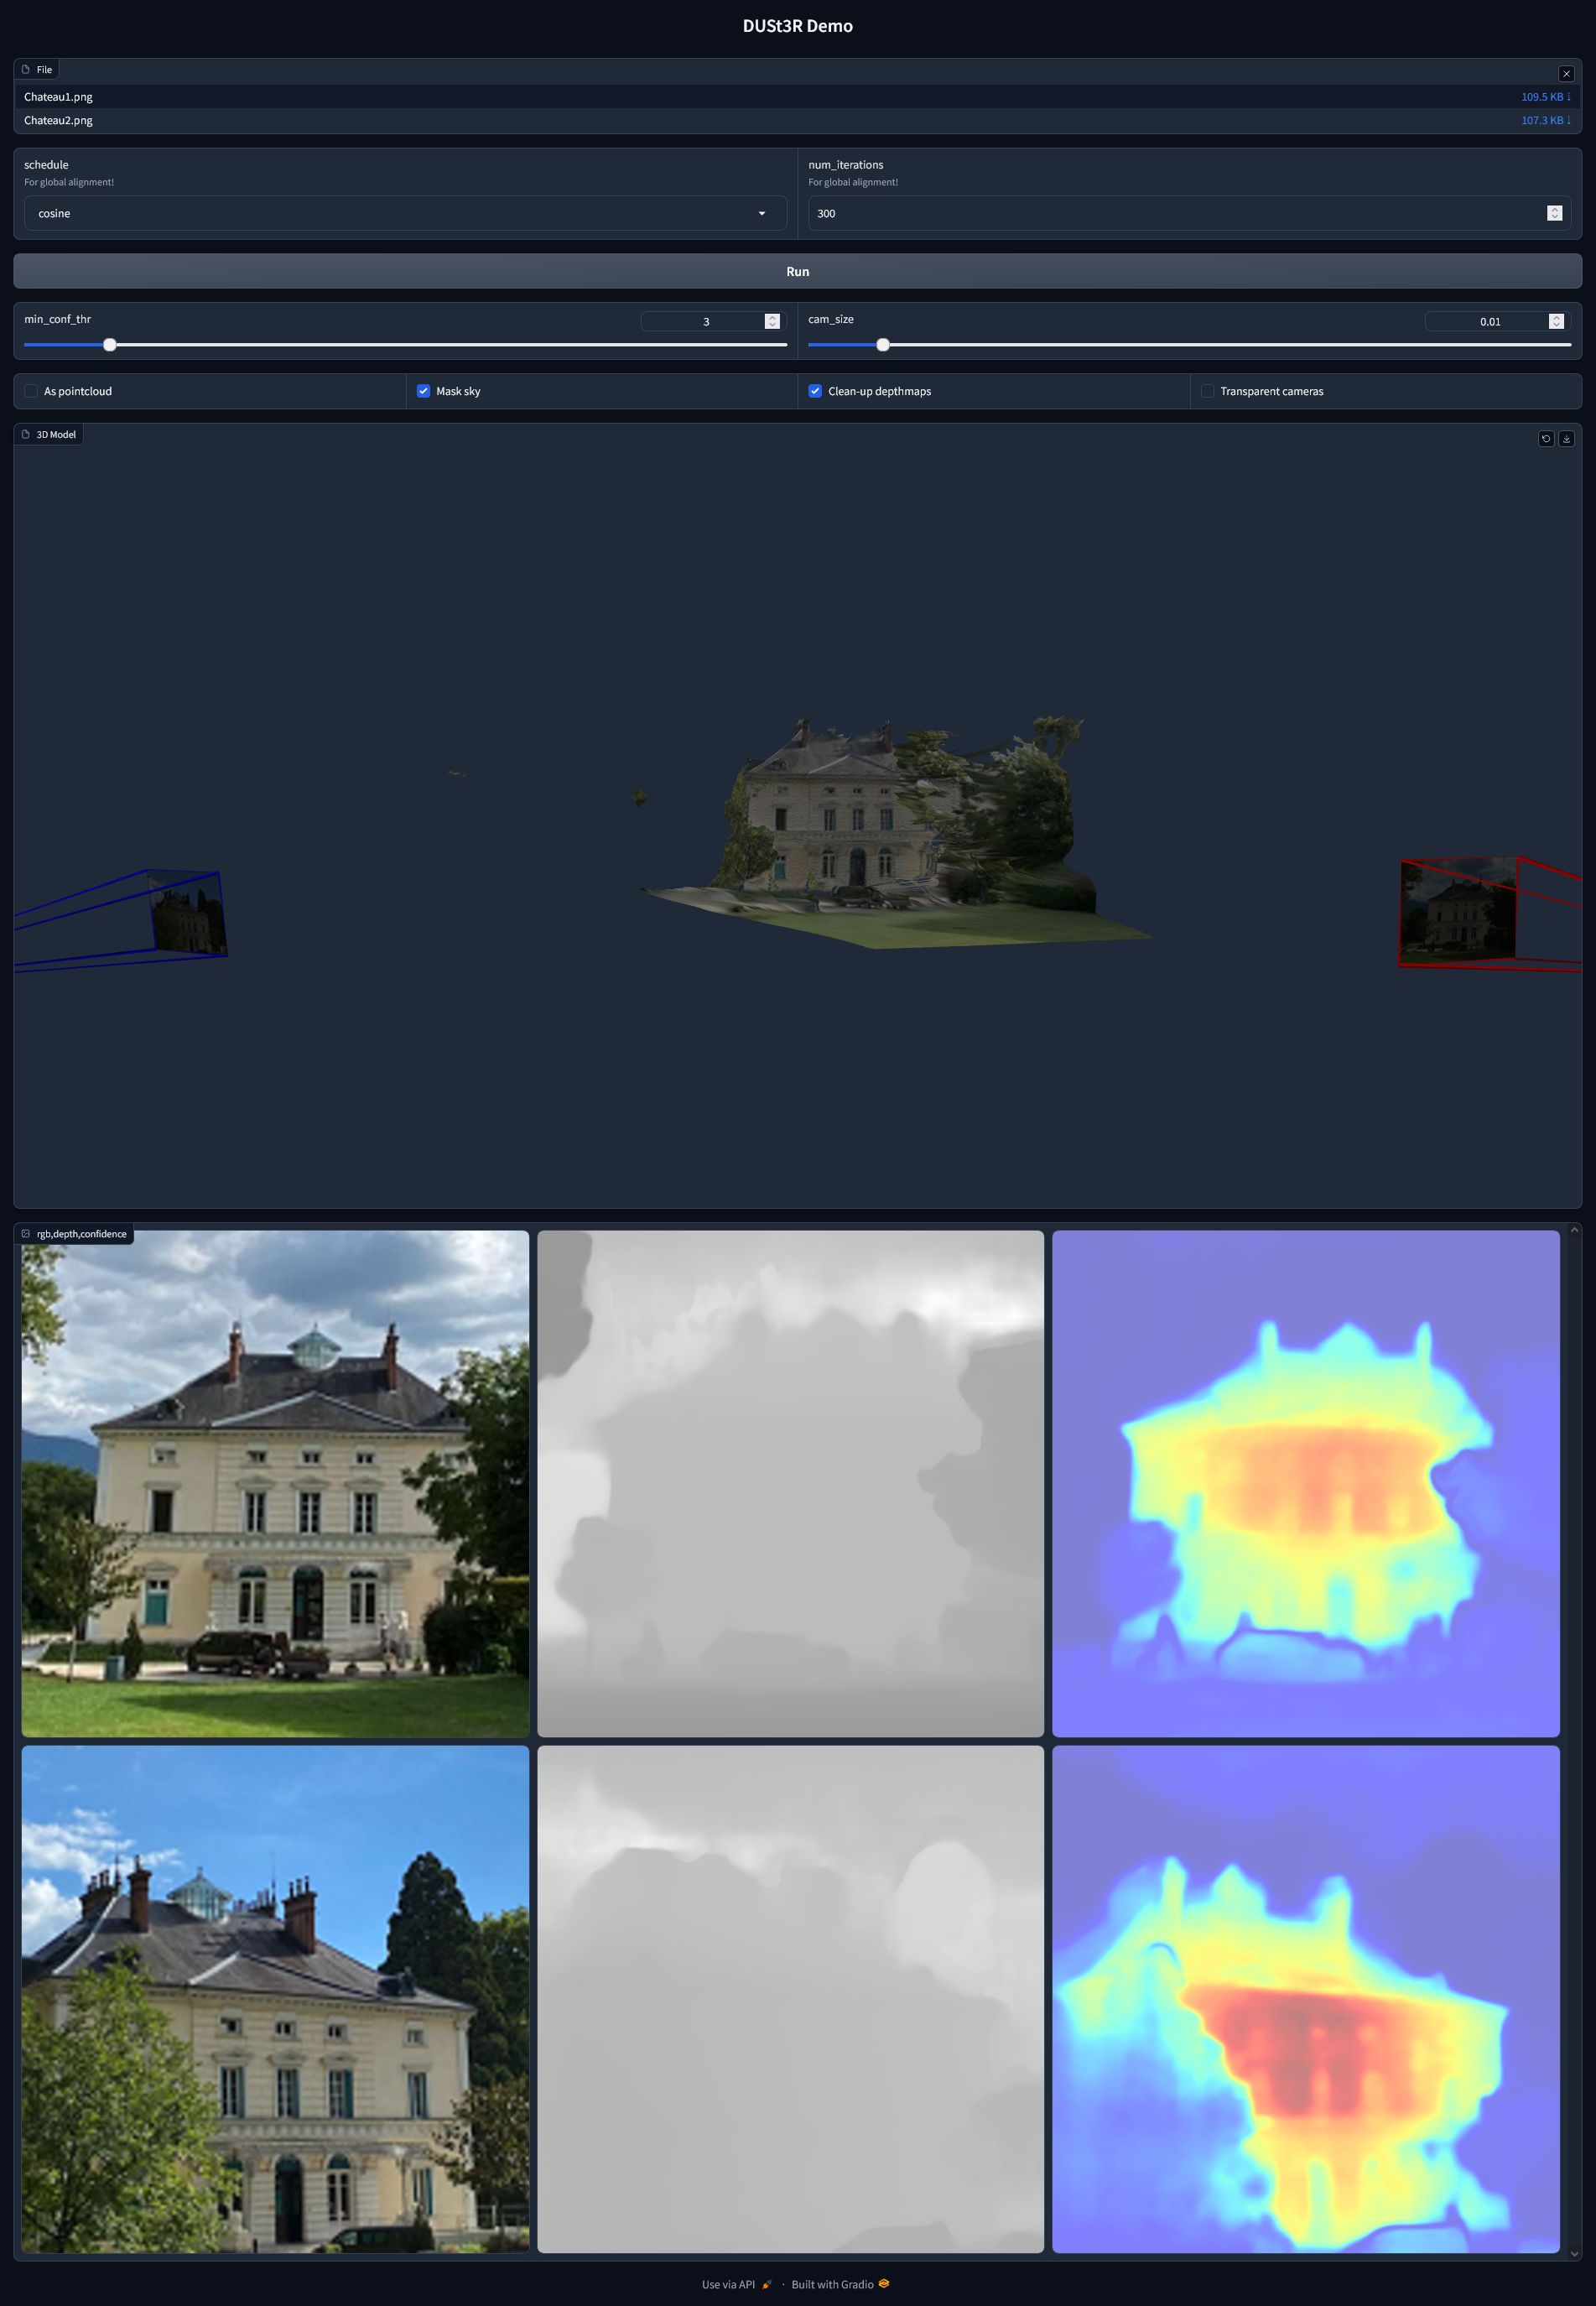 DUSt3R Demo
File
Chateau1.png 109.5 KB ↓
Chateau2.png 107.3 KB ↓
schedule
For global alignment!
cosine
num_iterations
For global alignment!
300
Run
min_conf_thr 3
cam_size 0.01
As pointcloud
Mask sky
Clean-up depthmaps
Transparent cameras
3D Model
rgb,depth,confidence
Use via API · Built with Gradio